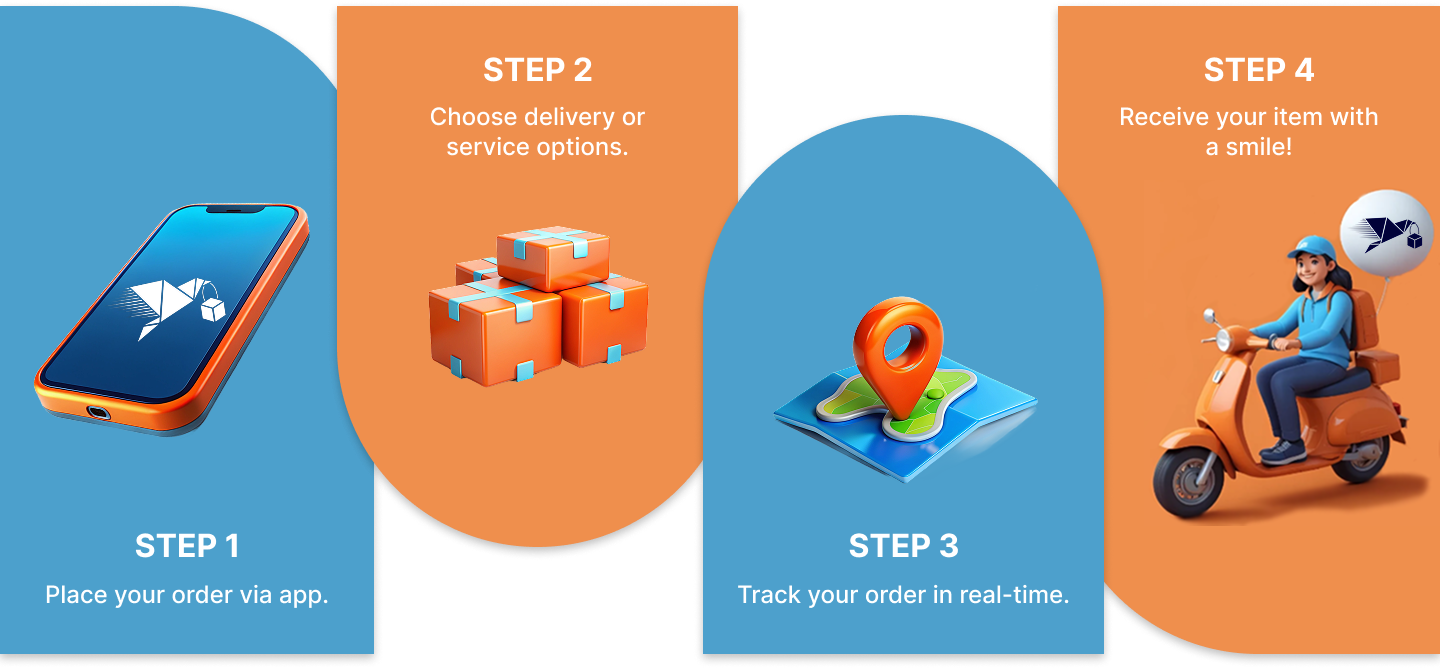 STEP 1
Place your order via app.
STEP 2
Choose delivery or
service options.
STEP 3
Track your order in real-time.
STEP 4
Receive your item with
a smile!